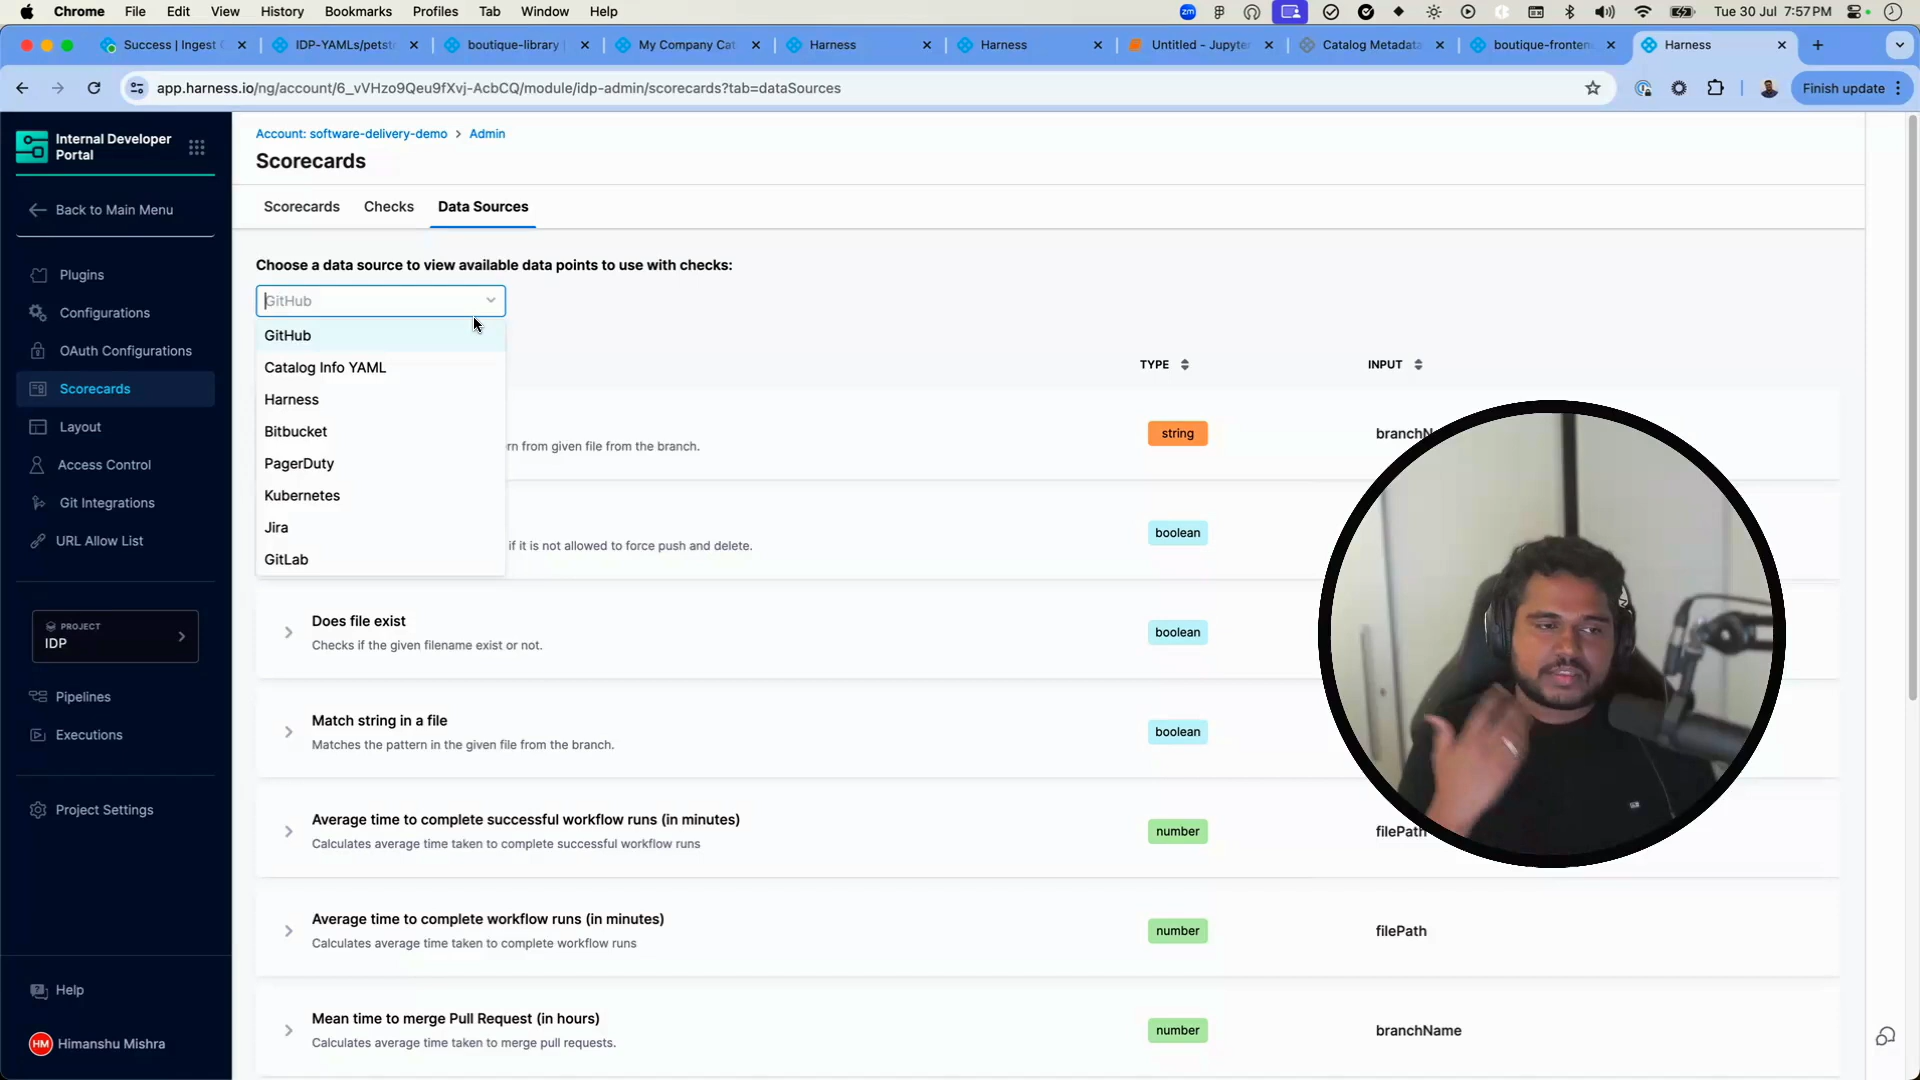 Chrome File Edit View History Bookmarks Profiles Tab Window Help
zm Tue 30 Jul 7:57 PM
Success | Ingest C IDP-YAMLs/petst boutique-library | My Company Cat Harness Harness Untitled - Jupyte Catalog Metadata boutique-fronten Harness
app.harness.io/ng/account/6_vVHzo9Qeu9fXvj-AcbCQ/module/idp-admin/scorecards?tab=dataSources
Finish update
Internal Developer
Portal
Back to Main Menu
Plugins
Configurations
OAuth Configurations
Scorecards
Layout
Access Control
Git Integrations
URL Allow List
PROJECT
IDP
Pipelines
Executions
Project Settings
Help
HM Himanshu Mishra
Account: software-delivery-demo > Admin
Scorecards
Scorecards Checks Data Sources
Choose a data source to view available data points to use with checks:
GitHub
GitHub
Catalog Info YAML
Harness
Bitbucket
PagerDuty
Kubernetes
Jira
GitLab
TYPE INPUT
rn from given file from the branch.
string branchN
if it is not allowed to force push and delete.
boolean
Does file exist
Checks if the given filename exist or not.
boolean
Match string in a file
Matches the pattern in the given file from the branch.
boolean
Average time to complete successful workflow runs (in minutes)
Calculates average time taken to complete successful workflow runs
number filePath
Average time to complete workflow runs (in minutes)
Calculates average time taken to complete workflow runs
number filePath
Mean time to merge Pull Request (in hours)
Calculates average time taken to merge pull requests.
number branchName